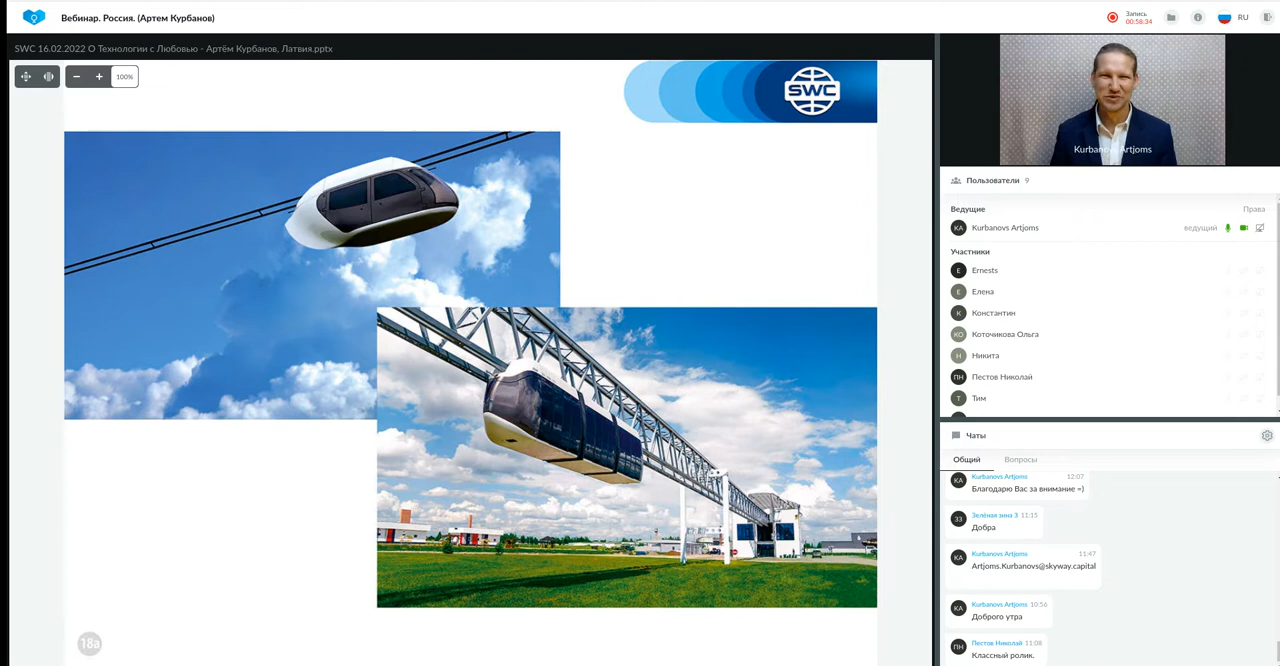 Вебинар. Россия. (Артем Курбанов)
Запись
00:58:34
RU
SWC 16.02.2022 О Технологии с Любовью - Артём Курбанов, Латвия.pptx
100%
SWC
18a
Kurbanovs Artjoms
Пользователи 9
Ведущие Права
KA Kurbanovs Artjoms ведущий
Участники
E Ernests
Е Елена
К Константин
КО Коточикова Ольга
Н Никита
ПН Пестов Николай
Т Тим
Чаты
Общий Вопросы
KA Kurbanovs Artjoms 12:07
Благодарю Вас за внимание =)
ЗЗ Зелёная зина З 11:15
Добра
KA Kurbanovs Artjoms 11:47
Artjoms.Kurbanovs@skyway.capital
KA Kurbanovs Artjoms 10:56
Доброго утра
ПН Пестов Николай 11:08
Классный ролик.